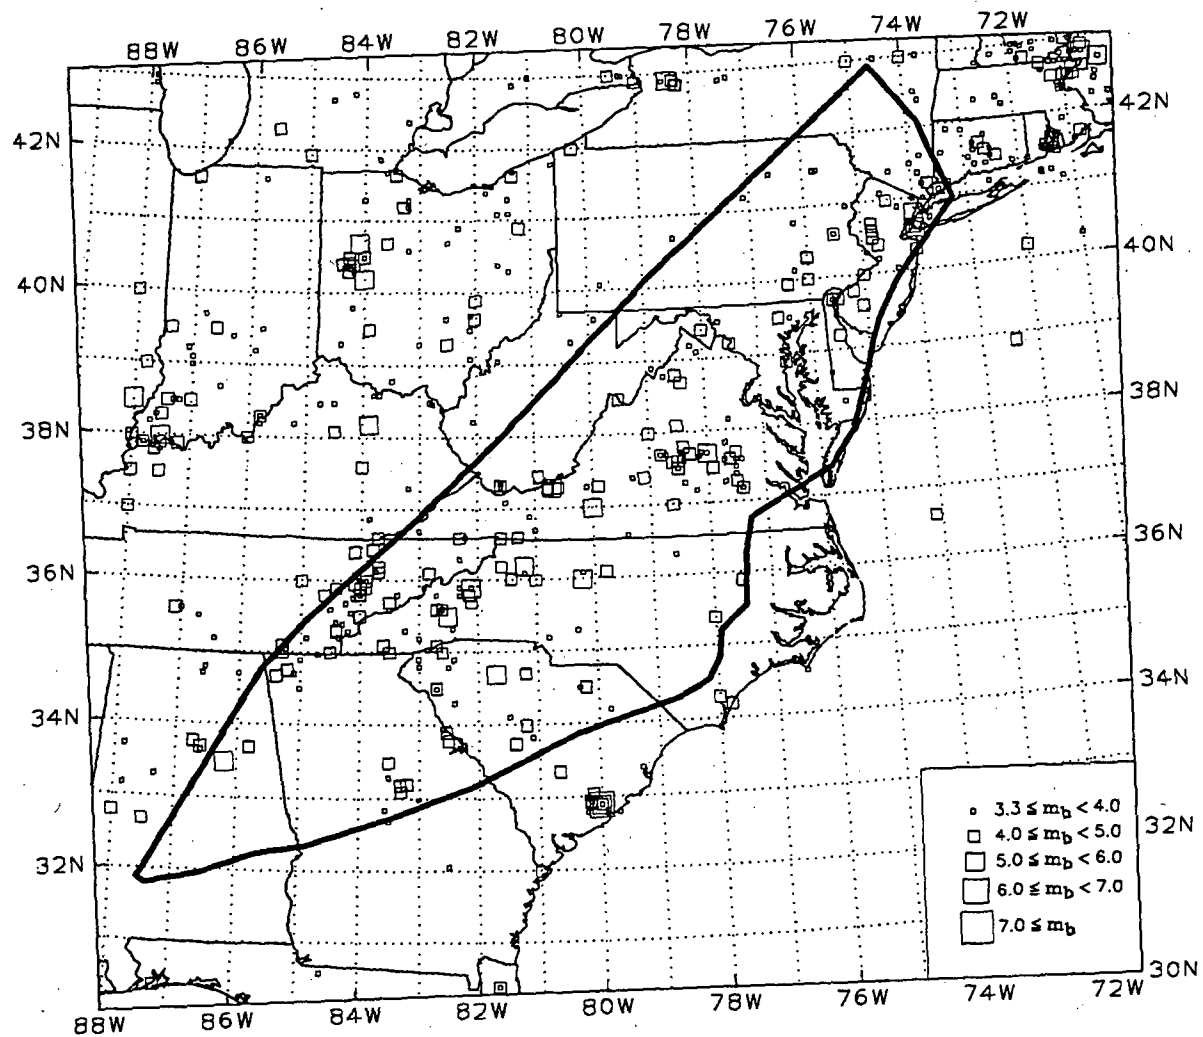 88W 86W 84W 82W 80W 78W 76W 74W 72W
42N 42N
40N 40N
38N 38N
36N 36N
34N 34N
32N 32N
30N
3.3 ≤ mb < 4.0
4.0 ≤ mb < 5.0
5.0 ≤ mb < 6.0
6.0 ≤ mb < 7.0
7.0 ≤ mb
88W 86W 84W 82W 80W 78W 76W 74W 72W